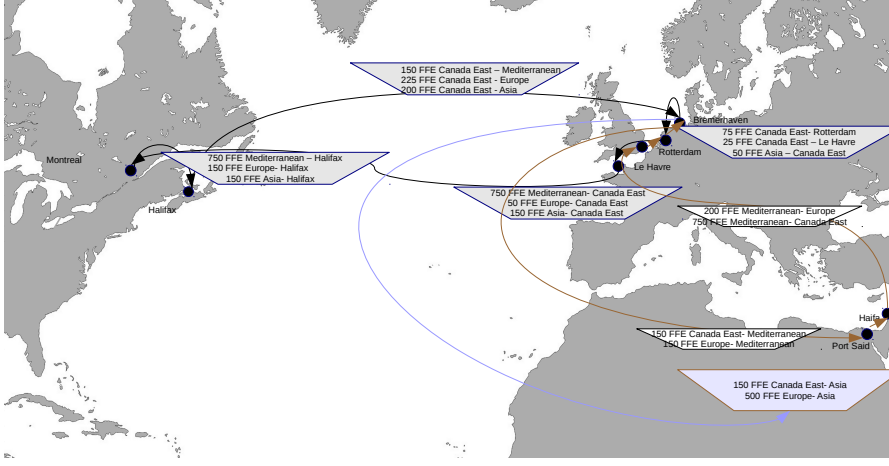 150 FFE Canada East – Mediterranean
225 FFE Canada East - Europe
200 FFE Canada East - Asia
Bremerhaven
75 FFE Canada East- Rotterdam
25 FFE Canada East – Le Havre
50 FFE Asia – Canada East
Rotterdam
Le Havre
Montreal
750 FFE Mediterranean – Halifax
150 FFE Europe- Halifax
150 FFE Asia- Halifax
Halifax
750 FFE Mediterranean- Canada East
50 FFE Europe- Canada East
150 FFE Asia- Canada East
200 FFE Mediterranean- Europe
750 FFE Mediterranean- Canada East
Haifa
150 FFE Canada East- Mediterranean
150 FFE Europe- Mediterranean
Port Said
150 FFE Canada East- Asia
500 FFE Europe- Asia